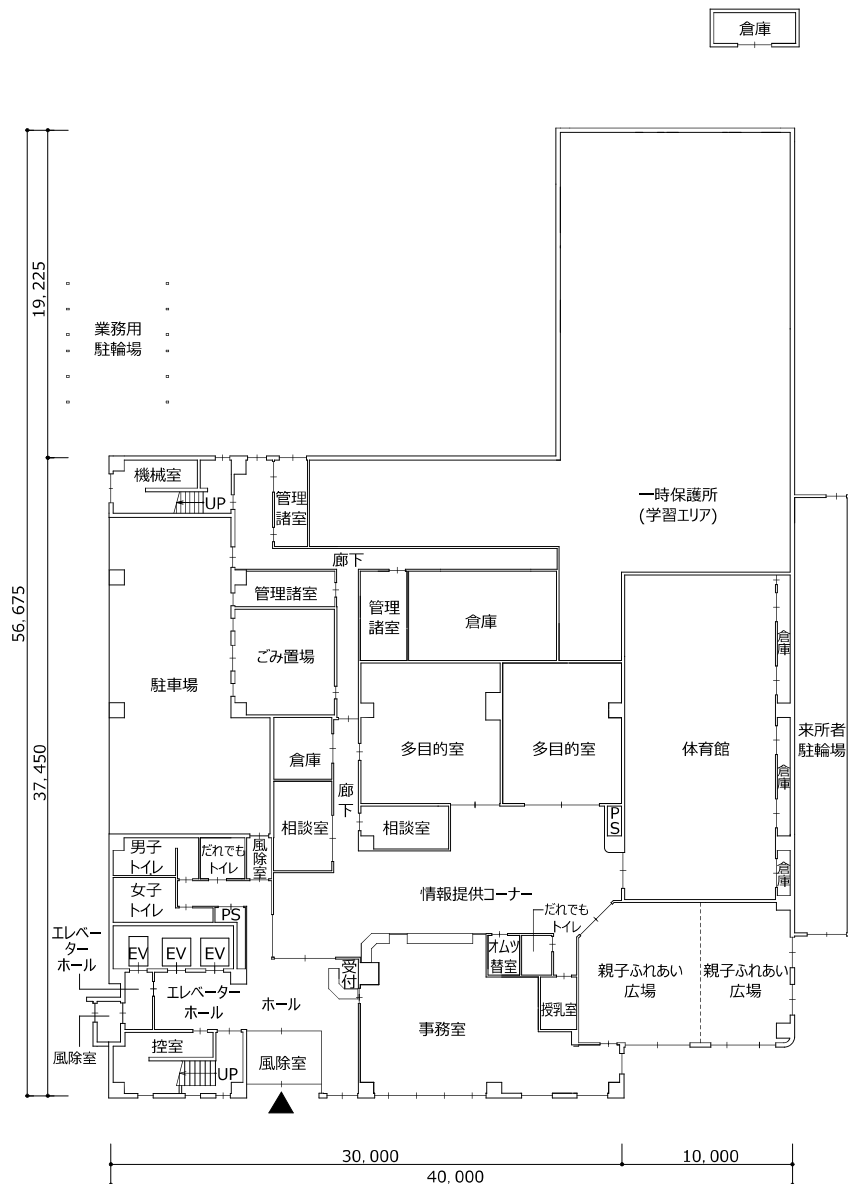 倉庫
19,225
業務用
駐輪場
機械室
UP
管理
諸室
一時保護所
(学習エリア)
廊下
56,675
管理諸室
管理
諸室
倉庫
倉庫
ごみ置場
駐車場
37,450
多目的室
多目的室
体育館
来所者
駐輪場
倉庫
倉庫
廊
下
相談室
相談室
PS
男子
トイレ
だれでも
トイレ
風除室
倉庫
女子
トイレ
PS
情報提供コーナー
だれでも
トイレ
エレベー
ター
ホール
EV
EV
EV
オムツ
替室
受付
親子ふれあい
広場
親子ふれあい
広場
エレベーター
ホール
ホール
授乳室
事務室
控室
風除室
風除室
UP
30,000
10,000
40,000